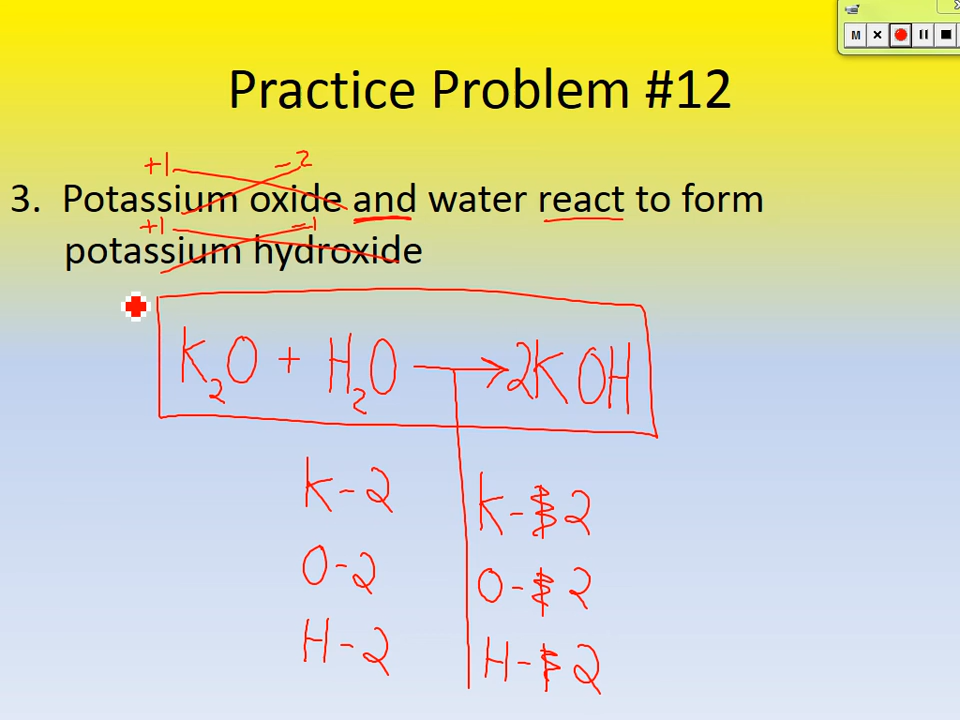 M
Practice Problem #12
+1 -2
3. Potassium oxide and water react to form
+1 -1
potassium hydroxide
K₂O + H₂O → 2KOH
K-2 K- 2
O-2 O- 2
H-2 H- 2